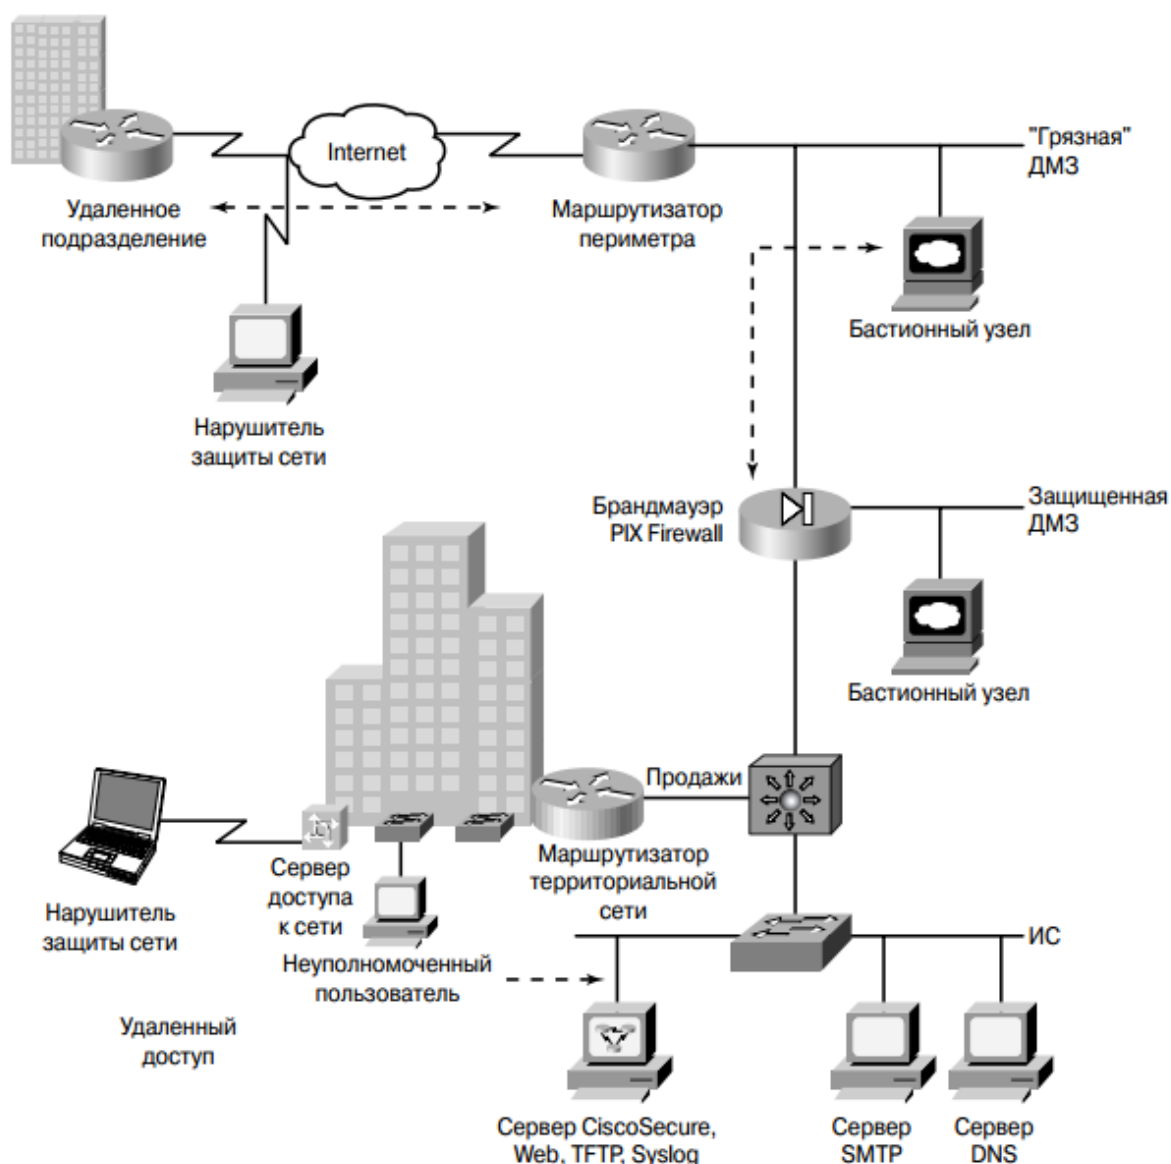 Internet
"Грязная"
ДМЗ
Удаленное
подразделение
Маршрутизатор
периметра
Бастионный узел
Нарушитель
защиты сети
Брандмауэр
PIX Firewall
Защищенная
ДМЗ
Бастионный узел
Продажи
Нарушитель
защиты сети
Сервер
доступа
к сети
Маршрутизатор
территориальной
сети
Неуполномоченный
пользователь
ИС
Удаленный
доступ
Сервер CiscoSecure,
Web, TFTP, Syslog
Сервер
SMTP
Сервер
DNS